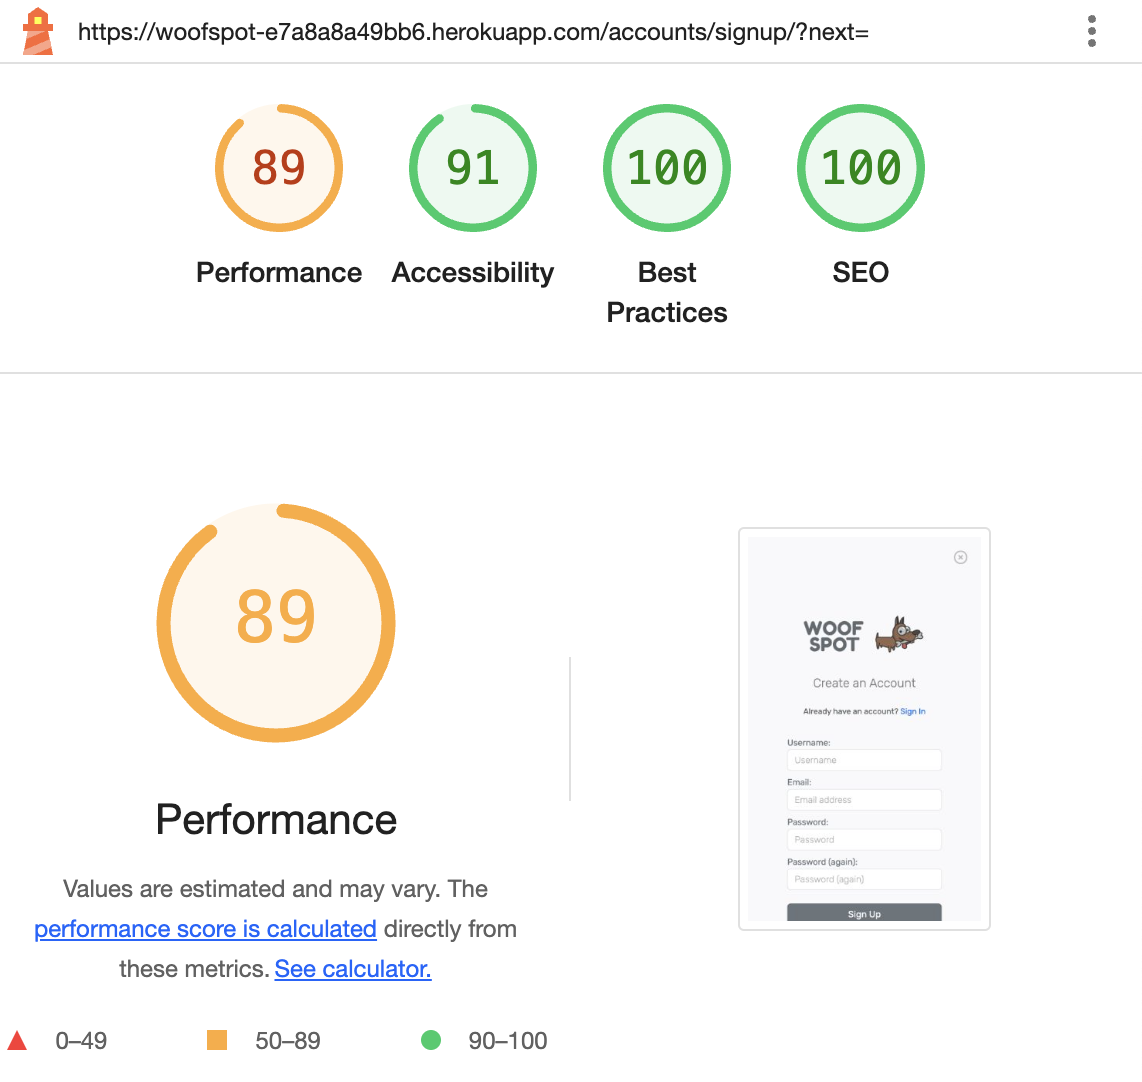 https://woofspot-e7a8a8a49bb6.herokuapp.com/accounts/signup/?next=
89
91
100
100
Performance
Accessibility
Best
Practices
SEO
89
Performance
Values are estimated and may vary. The
performance score is calculated directly from
these metrics. See calculator.
0–49
50–89
90–100
WOOF
SPOT
Create an Account
Already have an account? Sign In
Username:
Username
Email:
Email address
Password:
Password
Password (again):
Password (again)
Sign Up